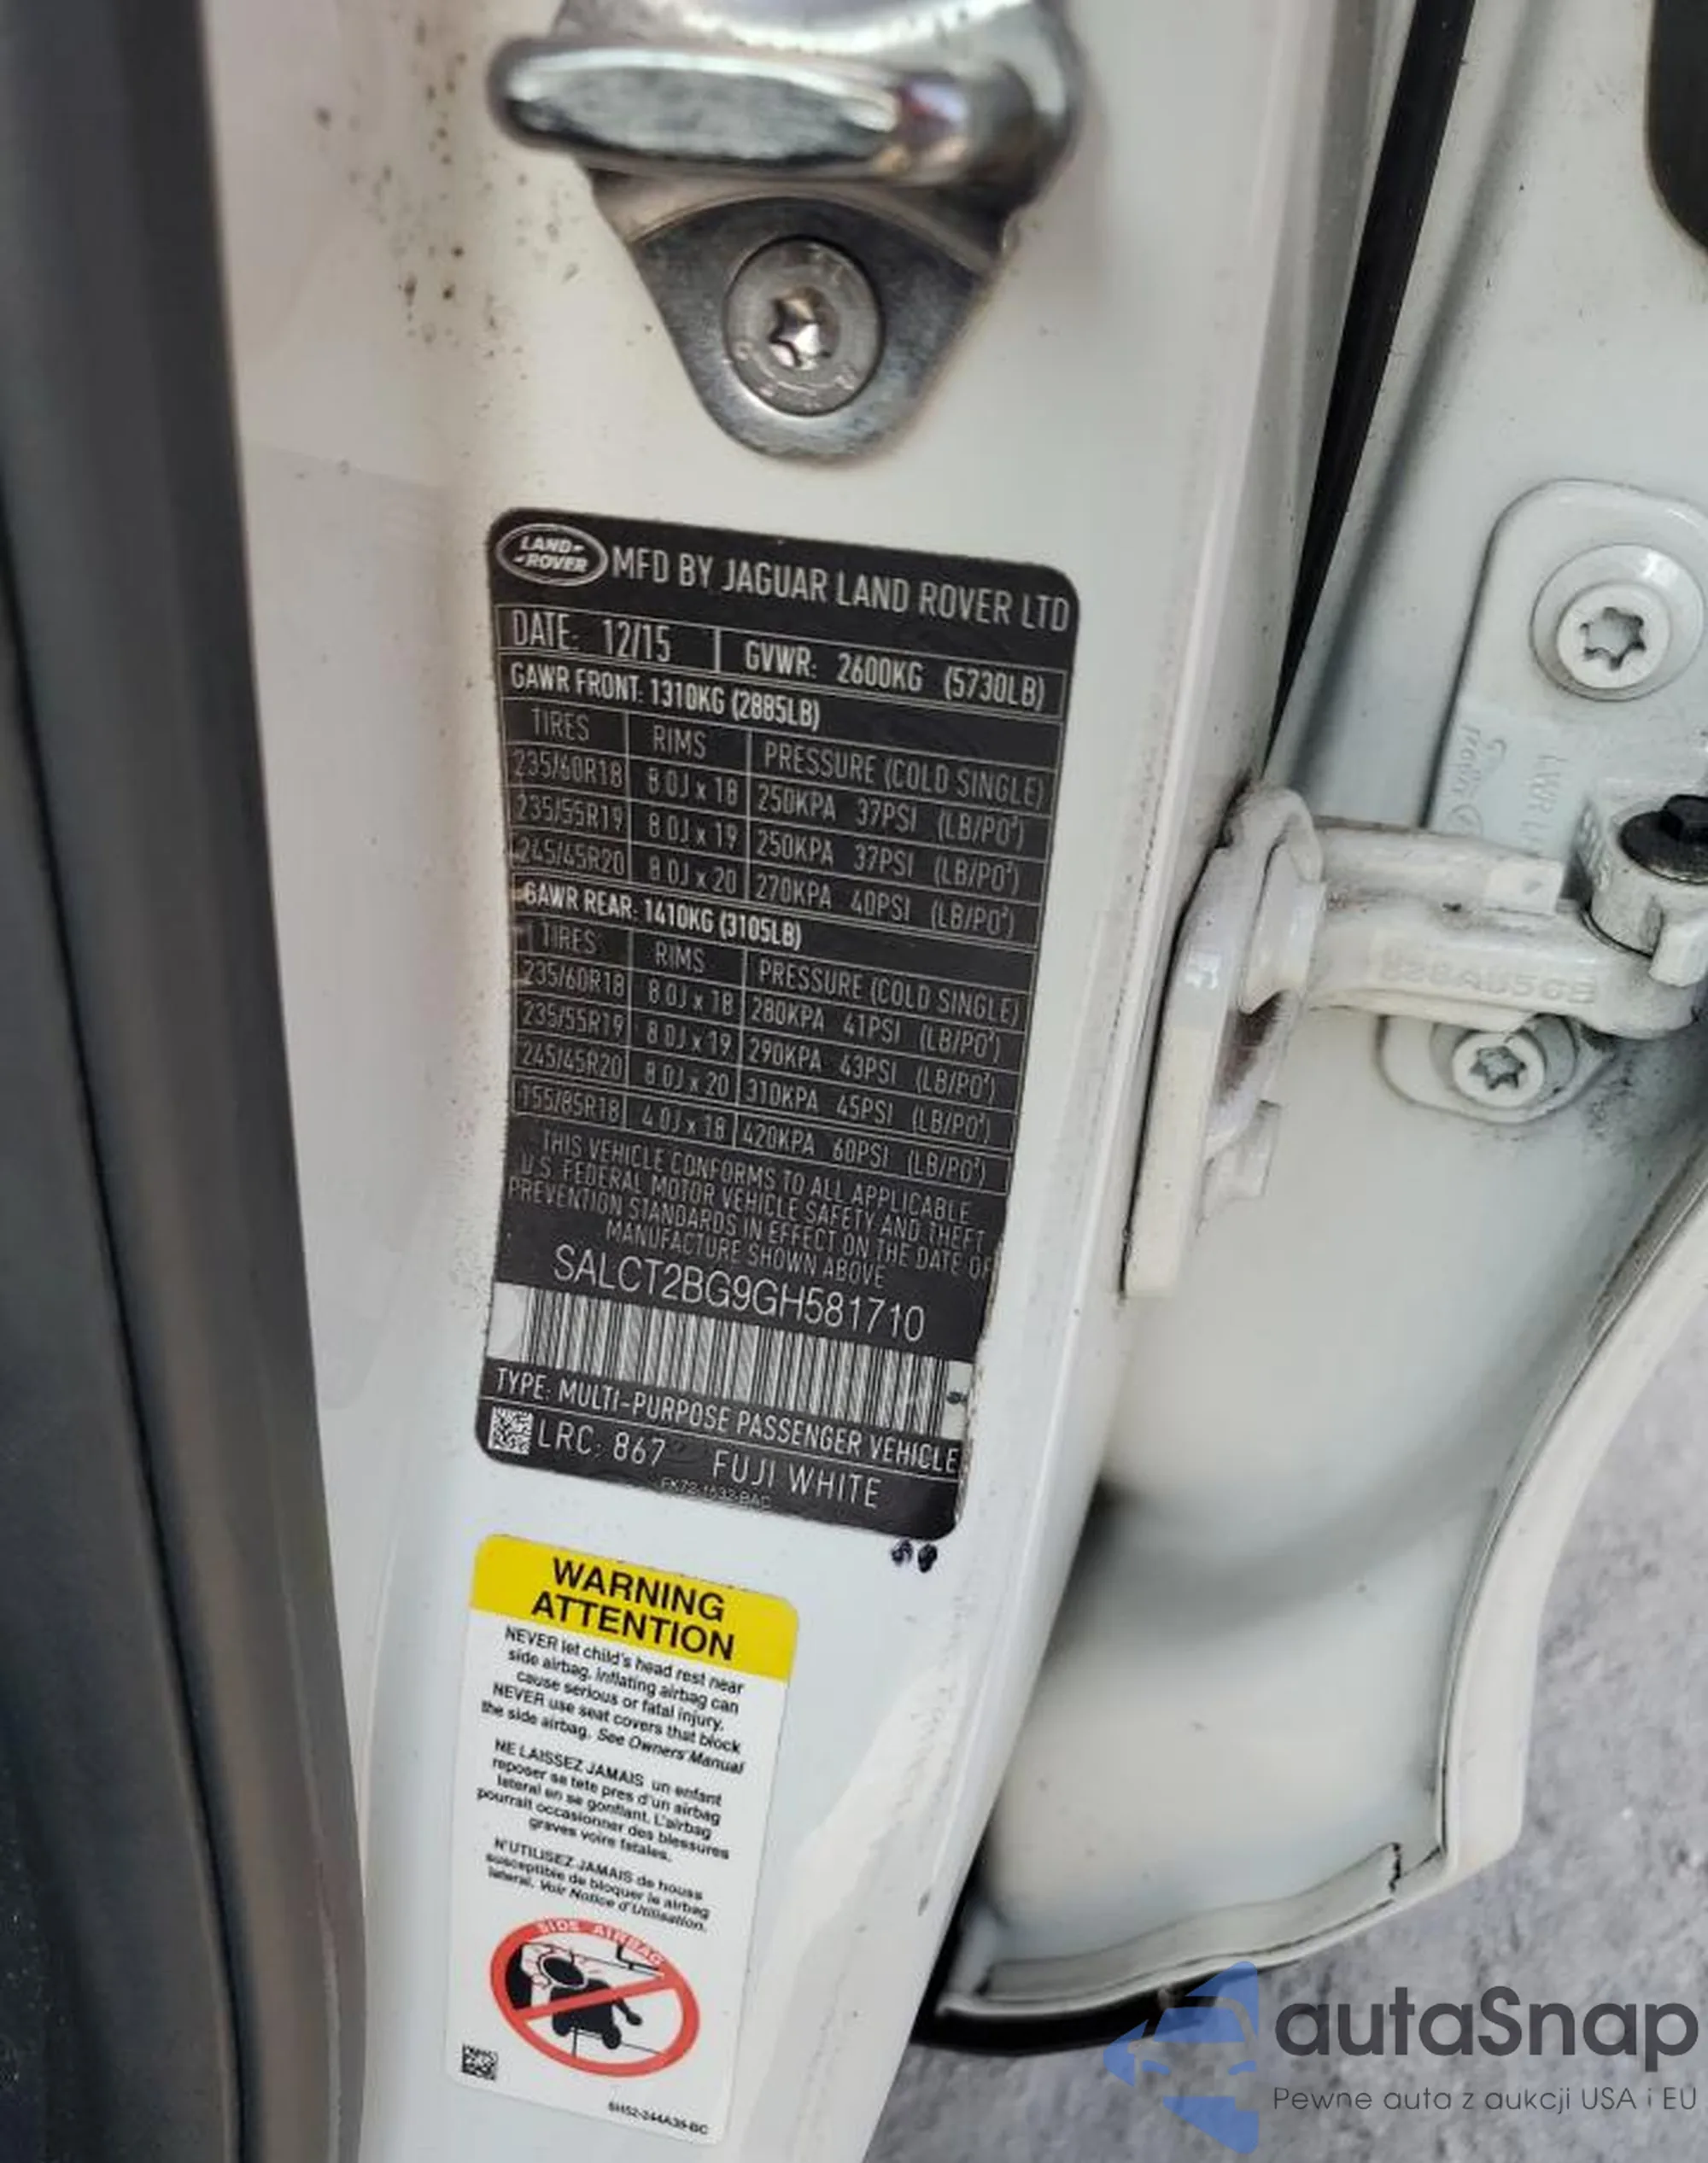 LAND-
-ROVER
MFD BY JAGUAR LAND ROVER LTD
DATE: 12/15 GVWR: 2600KG (5730LB)
GAWR FRONT: 1310KG (2885LB)
TIRES RIMS PRESSURE (COLD SINGLE)
235/60R18 8.0J x 18 250KPA 37PSI (LB/PO²)
235/55R19 8.0J x 19 250KPA 37PSI (LB/PO²)
245/45R20 8.0J x 20 270KPA 40PSI (LB/PO²)
GAWR REAR: 1410KG (3105LB)
TIRES RIMS PRESSURE (COLD SINGLE)
235/60R18 8.0J x 18 280KPA 41PSI (LB/PO²)
235/55R19 8.0J x 19 290KPA 43PSI (LB/PO²)
245/45R20 8.0J x 20 310KPA 45PSI (LB/PO²)
155/85R18 4.0J x 18 420KPA 60PSI (LB/PO²)
THIS VEHICLE CONFORMS TO ALL APPLICABLE
U.S. FEDERAL MOTOR VEHICLE SAFETY AND THEFT
PREVENTION STANDARDS IN EFFECT ON THE DATE OF
MANUFACTURE SHOWN ABOVE
SALCT2BG9GH581710
TYPE: MULTI-PURPOSE PASSENGER VEHICLE
LRC: 867 FUJI WHITE
WARNING
ATTENTION
NEVER let child's head rest near
side airbag, inflating airbag can
cause serious or fatal injury.
NEVER use seat covers that block
the side airbag. See Owners Manual
NE LAISSEZ JAMAIS un enfant
reposer sa tete pres d'un airbag
lateral en se gonflant. L'airbag
pourrait occasionner des blessures
graves voire fatales.
N'UTILISEZ JAMAIS de houss
susceptible de bloquer le airbag
lateral. Voir Notice d'Utilisation.
SIDE AIRBAG
autaSnap
Pewne auta z aukcji USA i EU